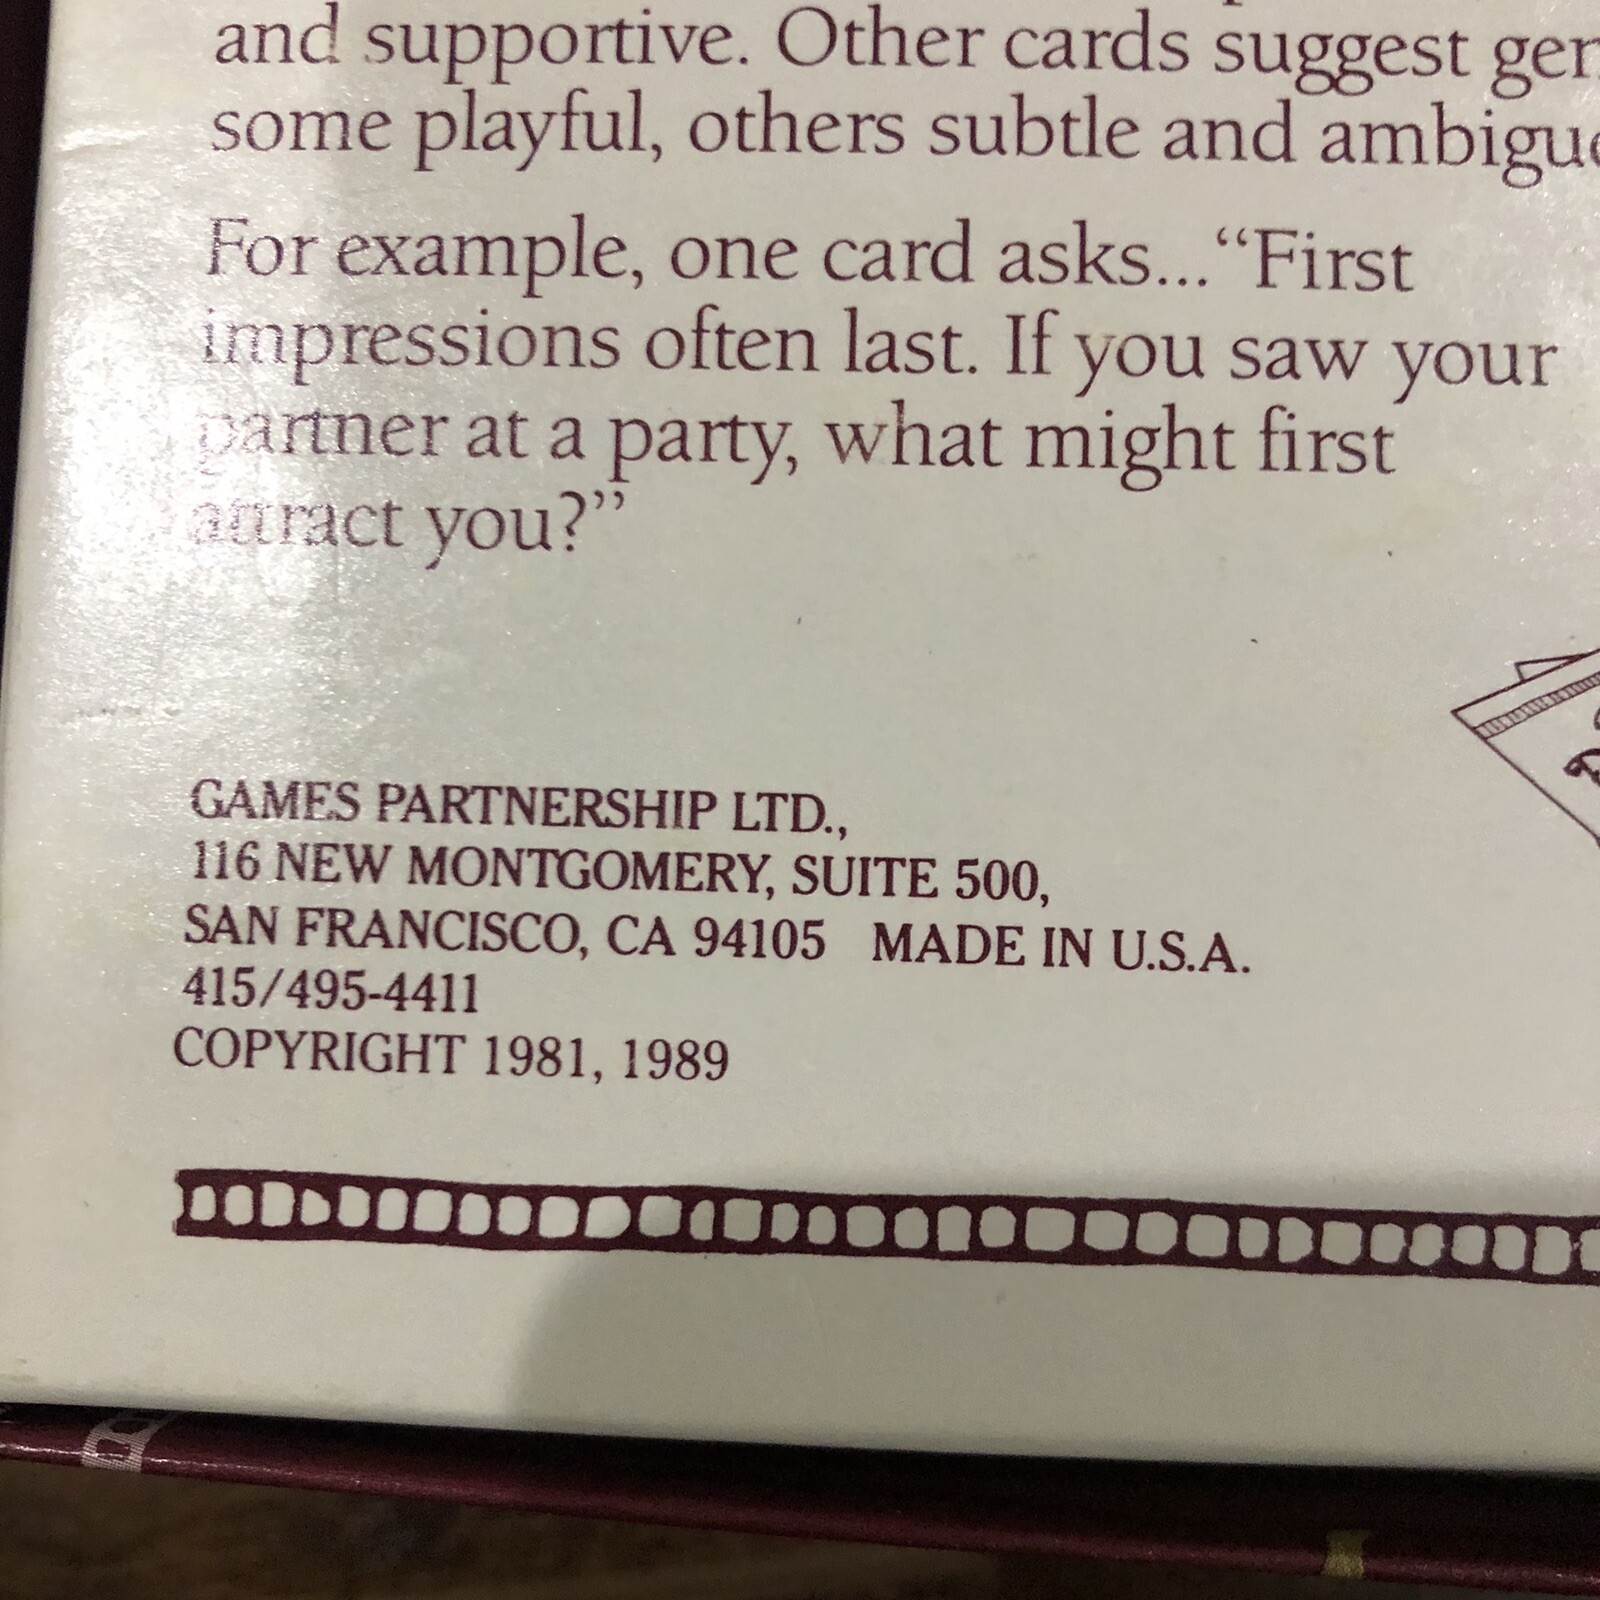 and supportive. Other cards suggest
some playful, others subtle and
For example, one card asks..."First
impressions often last. If you saw your
partner at a party, what might first
attract you?"
GAMES PARTNERSHIP LTD.,
116 NEW MONTGOMERY, SUITE 500,
SAN FRANCISCO, CA 94105 MADE IN U.S.A.
415/495-4411
COPYRIGHT 1981, 1989